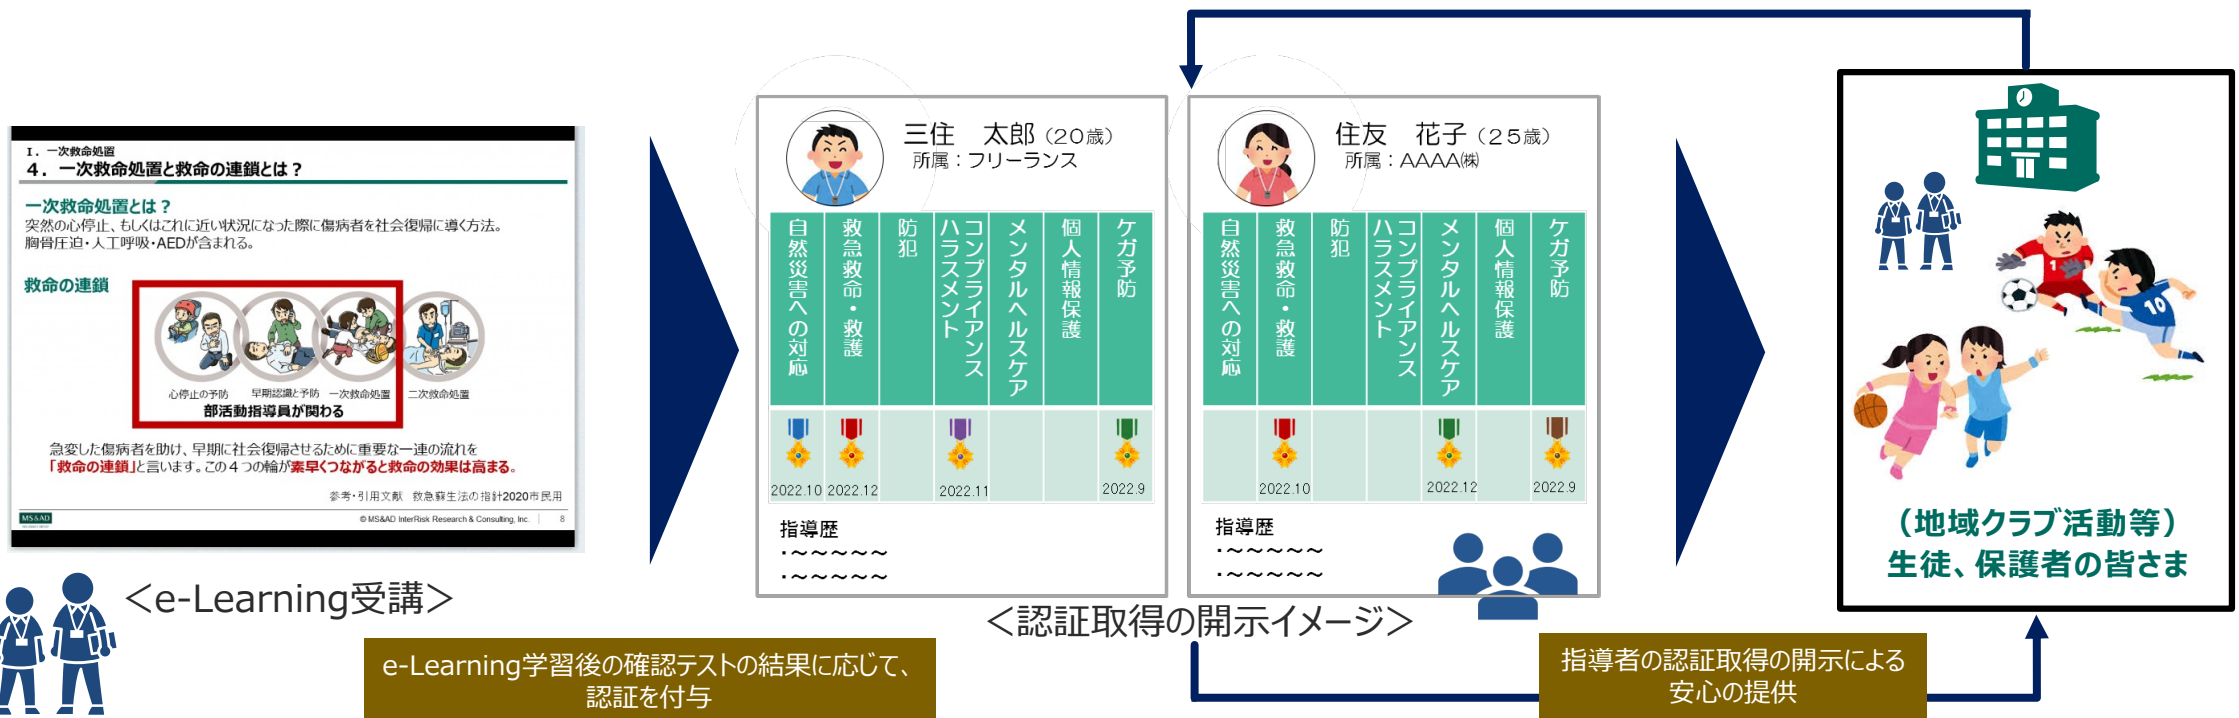 I．一次救命処置
4．一次救命処置と救命の連鎖とは？
一次救命処置とは？
突然の心停止、もしくはこれに近い状況になった際に傷病者を社会復帰に導く方法。
胸骨圧迫・人工呼吸・AEDが含まれる。
救命の連鎖
心停止の予防
早期認識と予防
一次救命処置
二次救命処置
部活動指導員が関わる
急変した傷病者を助け、早期に社会復帰させるために重要な一連の流れを
「救命の連鎖」と言います。この４つの輪が素早くつながると救命の効果は高まる。
参考・引用文献　救急蘇生法の指針2020市民用
MS&AD
© MS&AD InterRisk Research & Consulting, Inc.
8
＜e-Learning受講＞
e-Learning学習後の確認テストの結果に応じて、
認証を付与
三住　太郎（２０歳）
所属：フリーランス
自然災害への対応
救急救命・救護
防犯
コンプライアンス
ハラスメント
メンタルヘルスケア
個人情報保護
ケガ予防
2022.10
2022.12
2022.11
2022.9
指導歴
・～～～～～
・～～～～～
住友　花子（２５歳）
所属：AAAA㈱
自然災害への対応
救急救命・救護
防犯
コンプライアンス
ハラスメント
メンタルヘルスケア
個人情報保護
ケガ予防
2022.10
2022.12
2022.9
指導歴
・～～～～～
・～～～～～
＜認証取得の開示イメージ＞
指導者の認証取得の開示による
安心の提供
1
10
（地域クラブ活動等）
生徒、保護者の皆さま